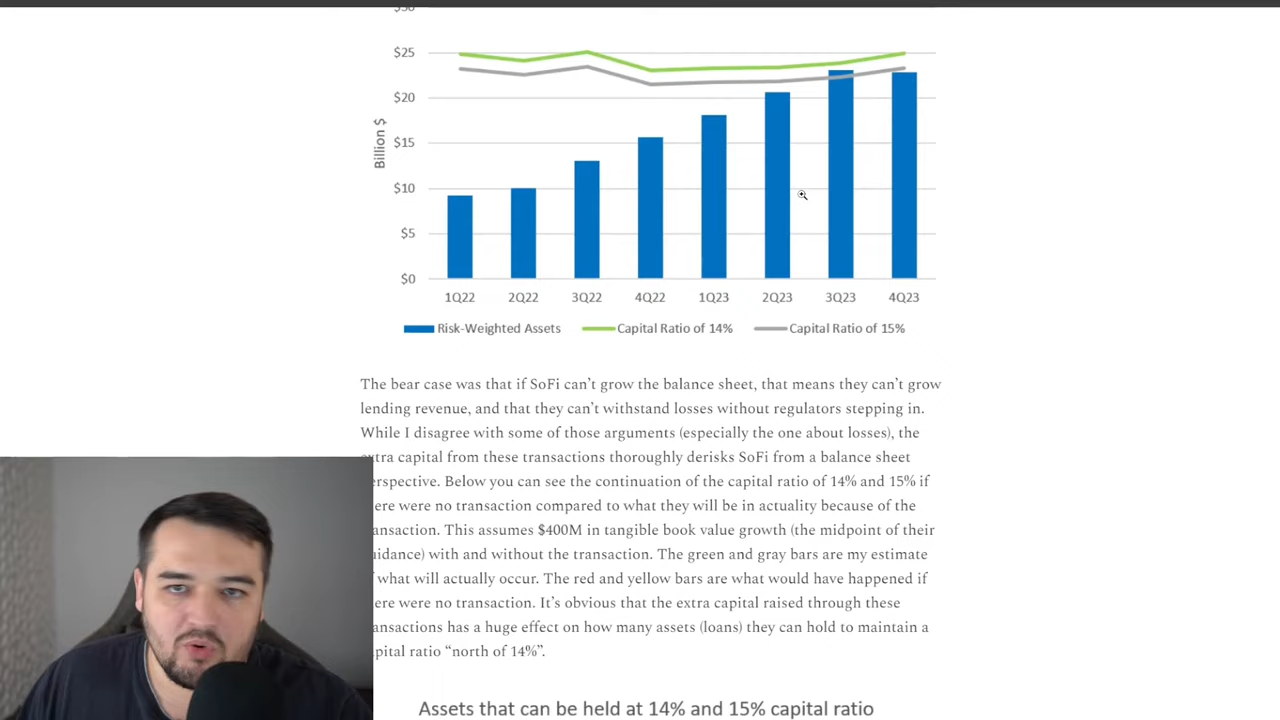 $25
$20
$15
$10
$5
$0
Billion $
1Q22 2Q22 3Q22 4Q22 1Q23 2Q23 3Q23 4Q23
Risk-Weighted Assets Capital Ratio of 14% Capital Ratio of 15%
The bear case was that if SoFi can’t grow the balance sheet, that means they can’t grow
lending revenue, and that they can’t withstand losses without regulators stepping in.
While I disagree with some of those arguments (especially the one about losses), the
extra capital from these transactions thoroughly derisks SoFi from a balance sheet
perspective. Below you can see the continuation of the capital ratio of 14% and 15% if
there were no transaction compared to what they will be in actuality because of the
transaction. This assumes $400M in tangible book value growth (the midpoint of their
guidance) with and without the transaction. The green and gray bars are my estimate
of what will actually occur. The red and yellow bars are what would have happened if
there were no transaction. It’s obvious that the extra capital raised through these
transactions has a huge effect on how many assets (loans) they can hold to maintain a
capital ratio “north of 14%”.
Assets that can be held at 14% and 15% capital ratio